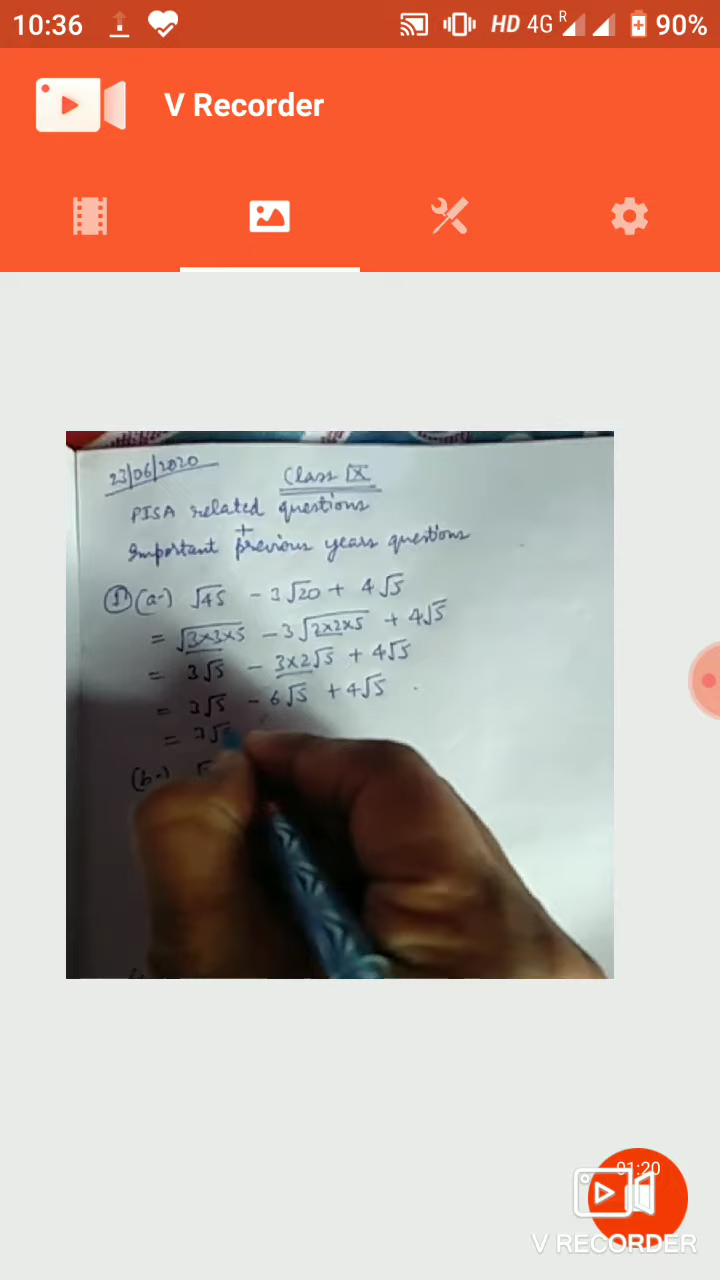 10:36 HD 4G R 90%
V Recorder
23/06/2020
Class IX
PISA related questions
+
Important previous years questions
1) (a-) √45 - 3√20 + 4√5
= √3×3×5 - 3√2×2×5 + 4√5
= 3√5 - 3×2√5 + 4√5
= 3√5 - 6√5 + 4√5
= 3√5
(b-)
01:20
V RECORDER